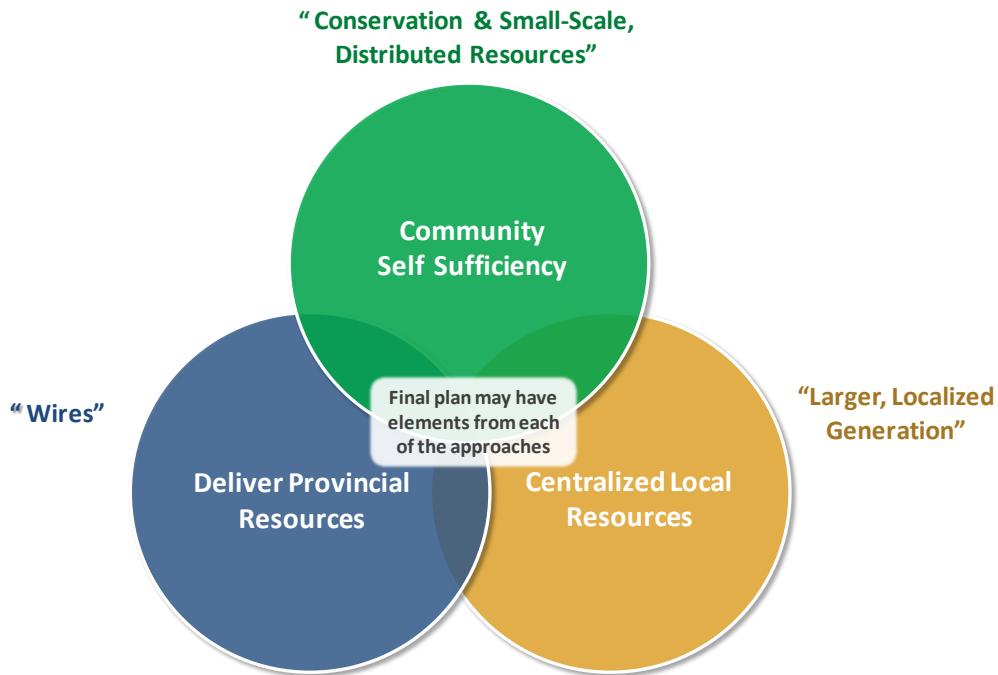 “ Conservation & Small-Scale,
Distributed Resources”
Community
Self Sufficiency
“ Wires”
Final plan may have
elements from each
of the approaches
“Larger, Localized
Generation”
Deliver Provincial
Resources
Centralized Local
Resources